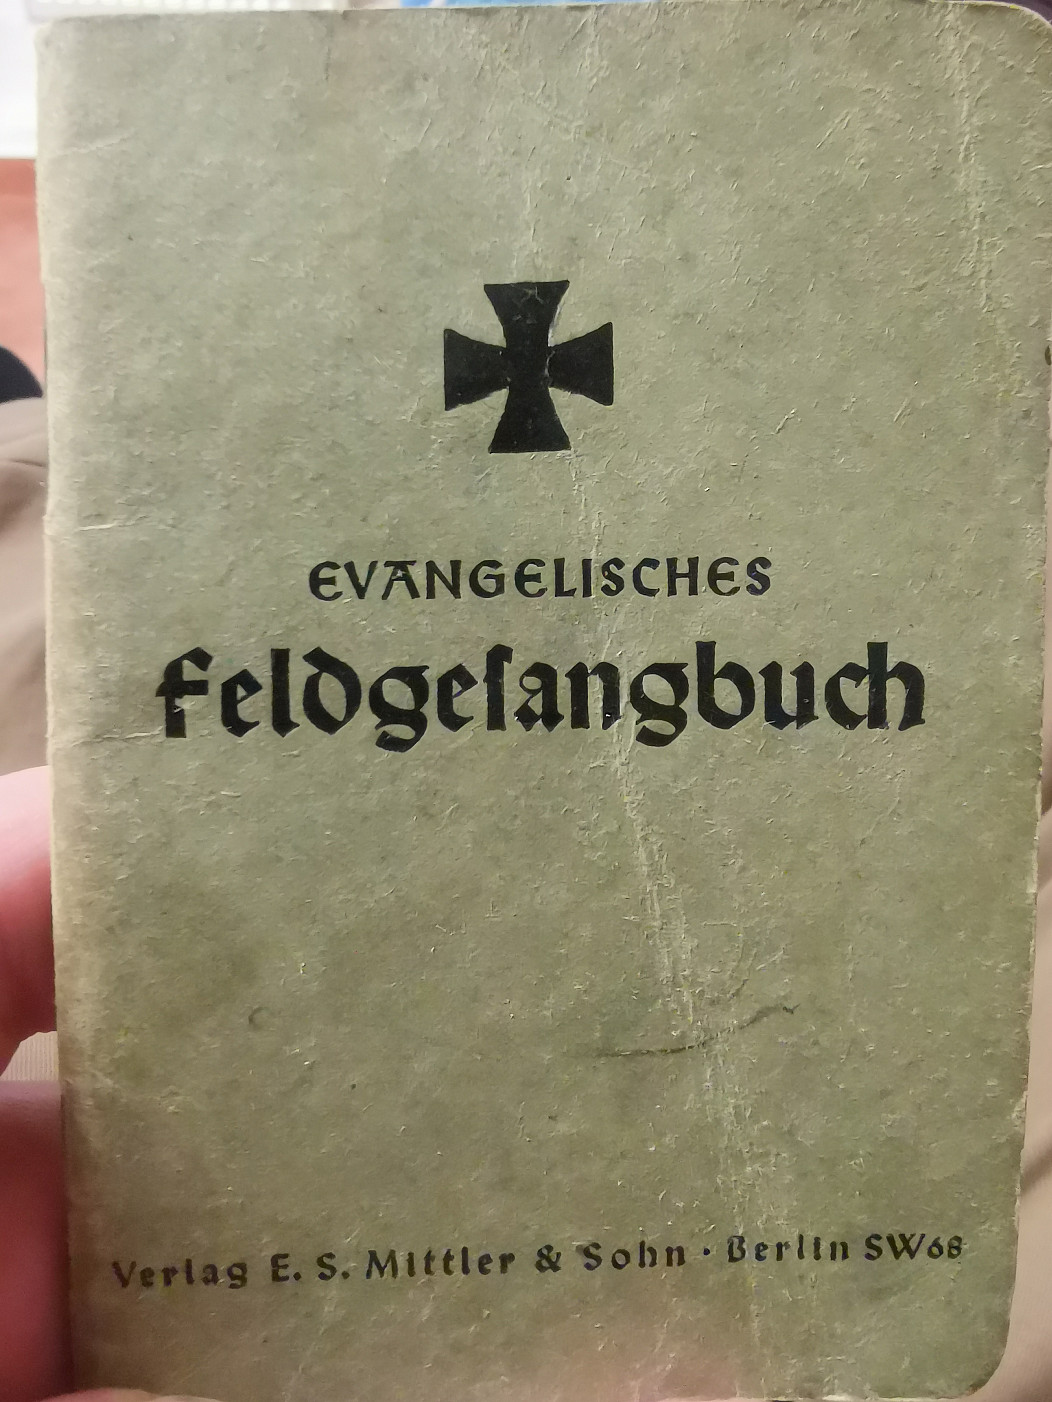 EVANGELISCHES
Feldgeſangbuch
Verlag E. S. Mittler & Sohn · Berlin SW68